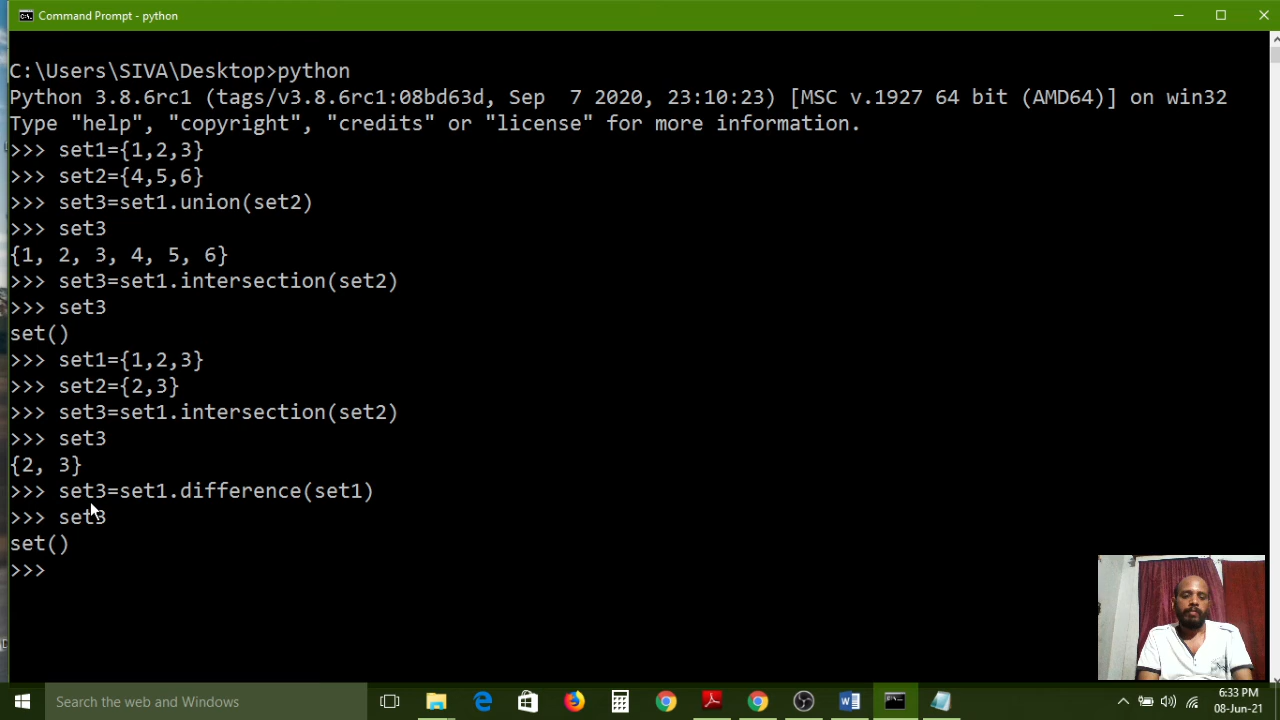 Command Prompt - python
C:\Users\SIVA\Desktop>python
Python 3.8.6rc1 (tags/v3.8.6rc1:08bd63d, Sep  7 2020, 23:10:23) [MSC v.1927 64 bit (AMD64)] on win32
Type "help", "copyright", "credits" or "license" for more information.
>>> set1={1,2,3}
>>> set2={4,5,6}
>>> set3=set1.union(set2)
>>> set3
{1, 2, 3, 4, 5, 6}
>>> set3=set1.intersection(set2)
>>> set3
set()
>>> set1={1,2,3}
>>> set2={2,3}
>>> set3=set1.intersection(set2)
>>> set3
{2, 3}
>>> set3=set1.difference(set1)
>>> set3
set()
>>>
Search the web and Windows
6:33 PM
08-Jun-21